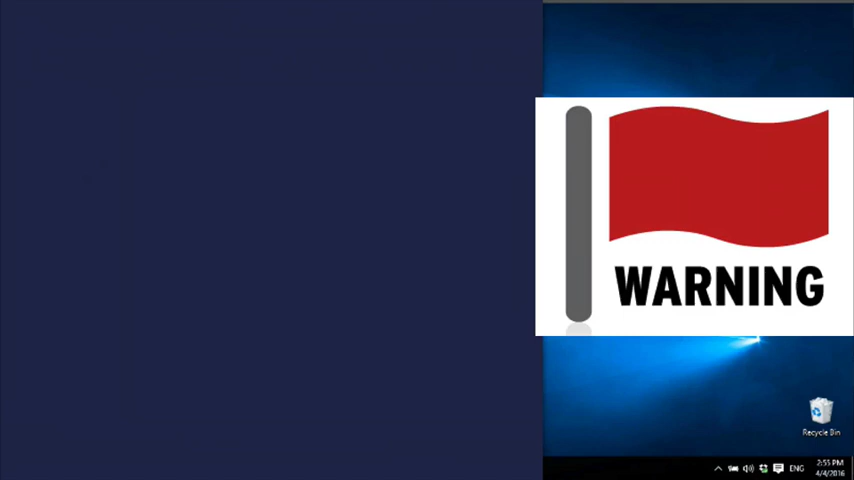 WARNING
Recycle Bin
ENG
2:55 PM
4/4/2016